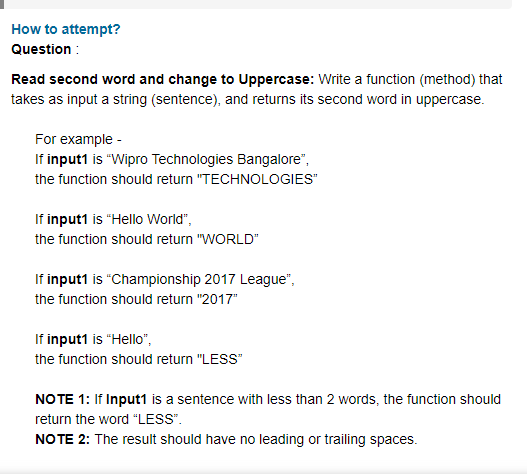 How to attempt?
Question :
Read second word and change to Uppercase: Write a function (method) that
takes as input a string (sentence), and returns its second word in uppercase.
For example -
If input1 is “Wipro Technologies Bangalore”,
the function should return "TECHNOLOGIES”
If input1 is “Hello World”,
the function should return "WORLD”
If input1 is “Championship 2017 League”,
the function should return "2017”
If input1 is “Hello”,
the function should return "LESS”
NOTE 1: If Input1 is a sentence with less than 2 words, the function should
return the word “LESS”.
NOTE 2: The result should have no leading or trailing spaces.